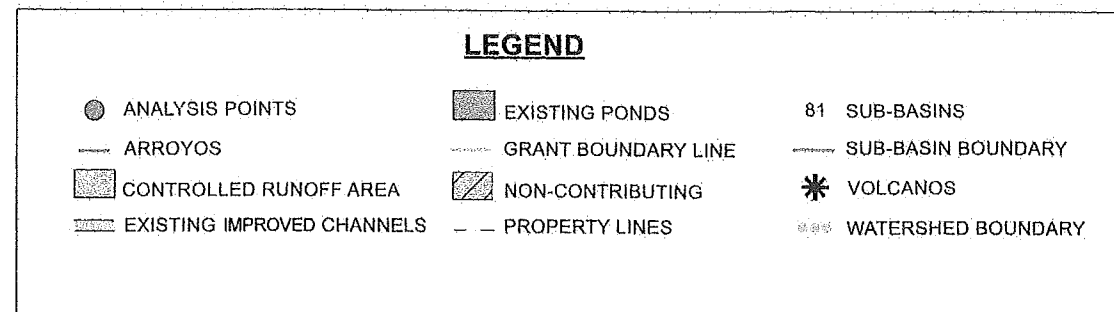 LEGEND
ANALYSIS POINTS
ARROYOS
CONTROLLED RUNOFF AREA
EXISTING IMPROVED CHANNELS
EXISTING PONDS
GRANT BOUNDARY LINE
NON-CONTRIBUTING
PROPERTY LINES
81 SUB-BASINS
SUB-BASIN BOUNDARY
VOLCANOS
WATERSHED BOUNDARY